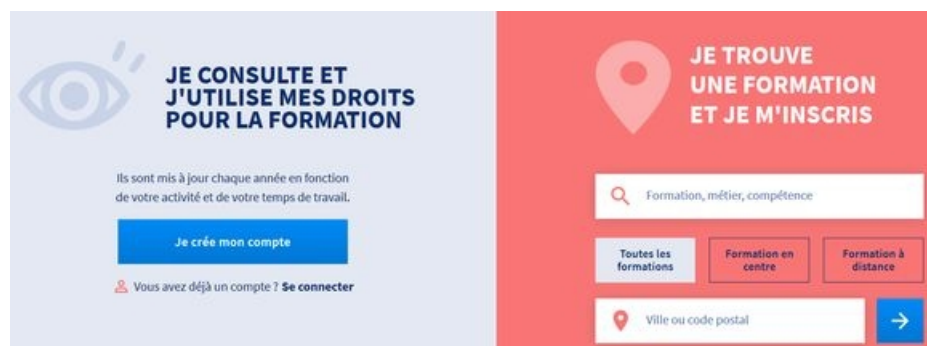 JE CONSULTE ET
J'UTILISE MES DROITS
POUR LA FORMATION
Ils sont mis à jour chaque année en fonction
de votre activité et de votre temps de travail.
Je crée mon compte
Vous avez déjà un compte ? Se connecter
JE TROUVE
UNE FORMATION
ET JE M'INSCRIS
Formation, métier, compétence
Toutes les
formations
Formation en
centre
Formation à
distance
Ville ou code postal